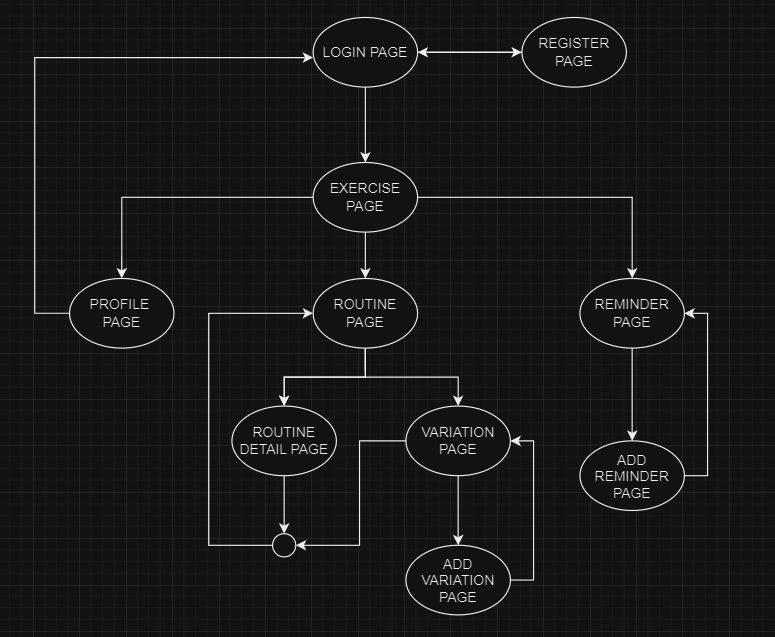 LOGIN PAGE
REGISTER
PAGE
EXERCISE
PAGE
PROFILE
PAGE
ROUTINE
PAGE
REMINDER
PAGE
ROUTINE
DETAIL PAGE
VARIATION
PAGE
ADD
REMINDER
PAGE
ADD
VARIATION
PAGE